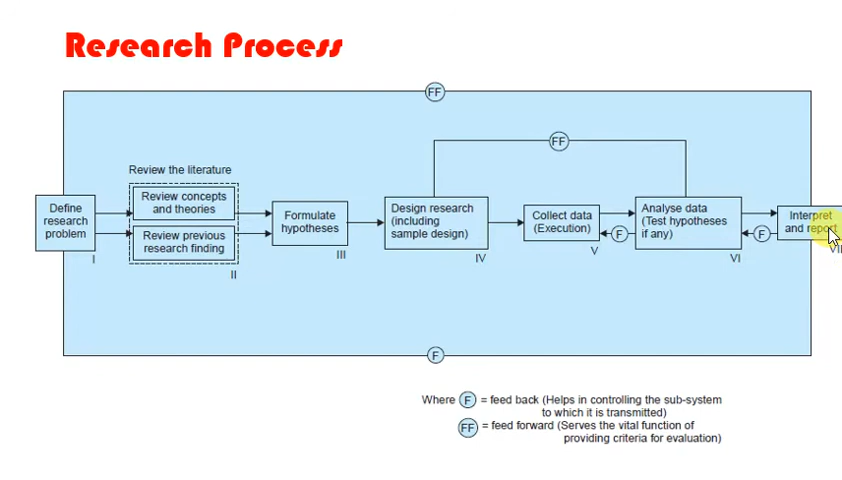 Research Process
FF
FF
Review the literature
Define
research
problem
I
Review concepts
and theories
Review previous
research finding
II
Formulate
hypotheses
III
Design research
(including
sample design)
IV
Collect data
(Execution)
V
F
Analyse data
(Test hypotheses
if any)
VI
F
Interpret
and report
VII
F
Where F = feed back (Helps in controlling the sub-system
to which it is transmitted)
FF = feed forward (Serves the vital function of
providing criteria for evaluation)